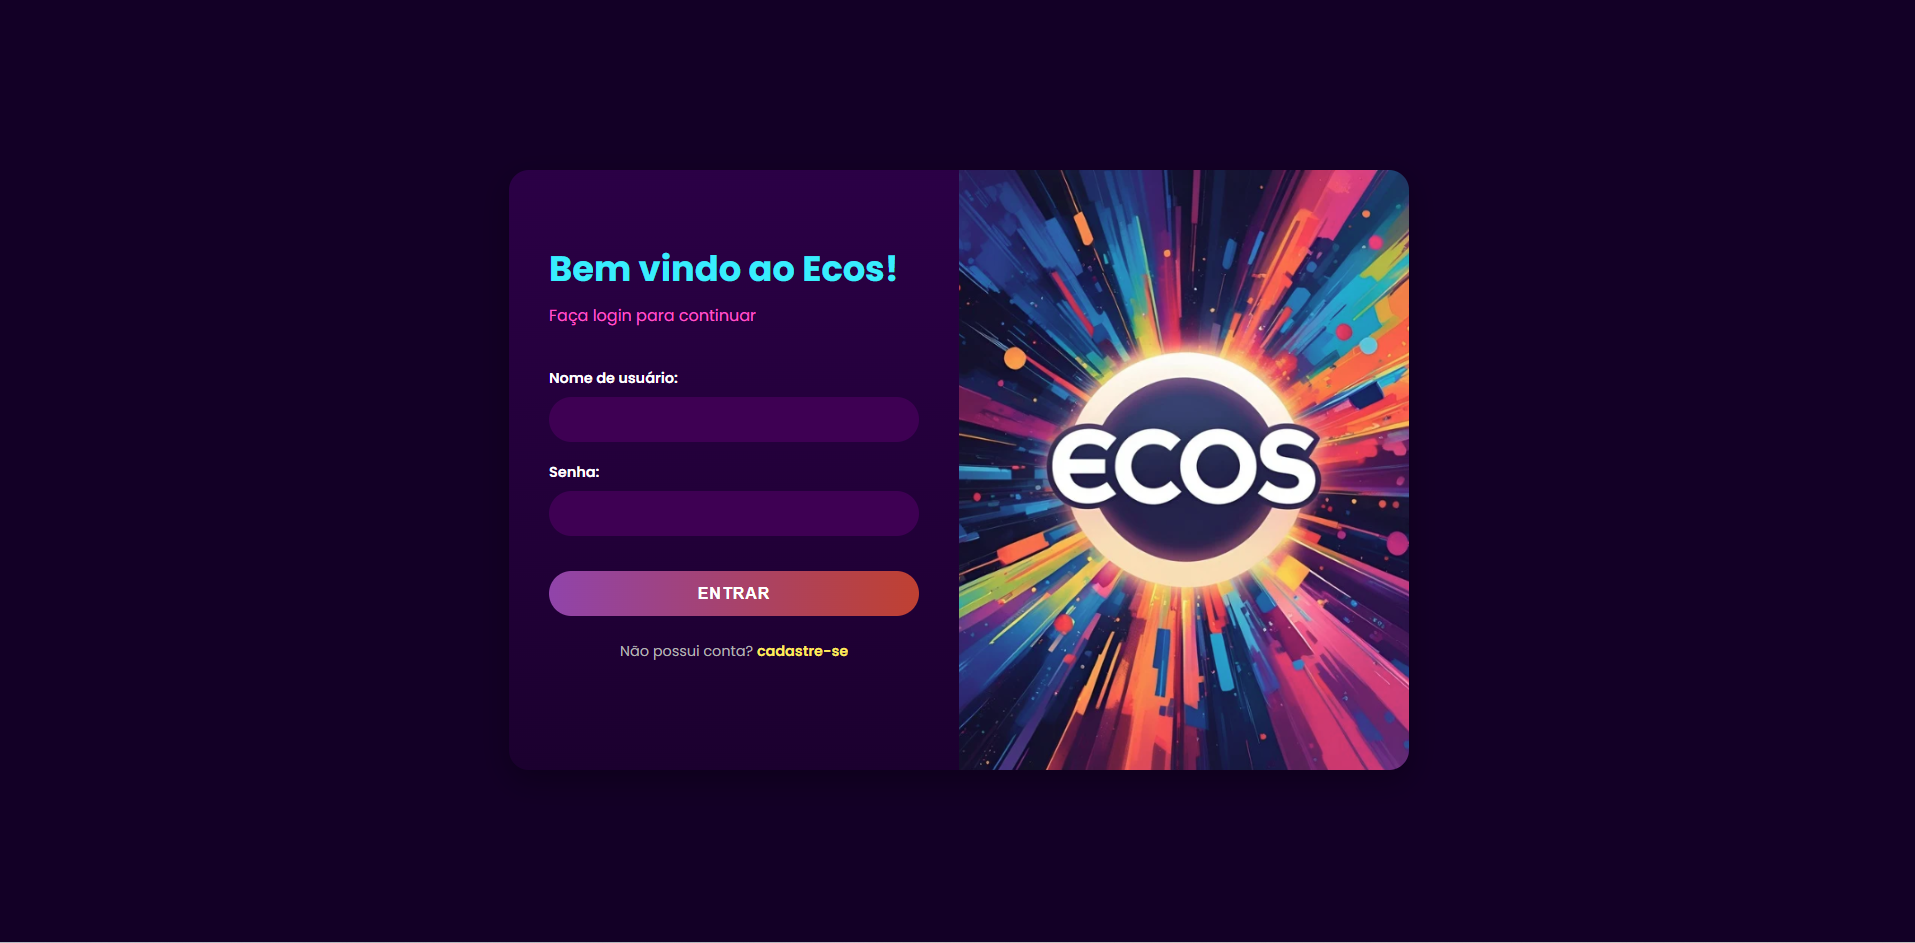 Bem vindo ao Ecos!
Faça login para continuar
Nome de usuário:
Senha:
ENTRAR
Não possui conta? cadastre-se
ECOS